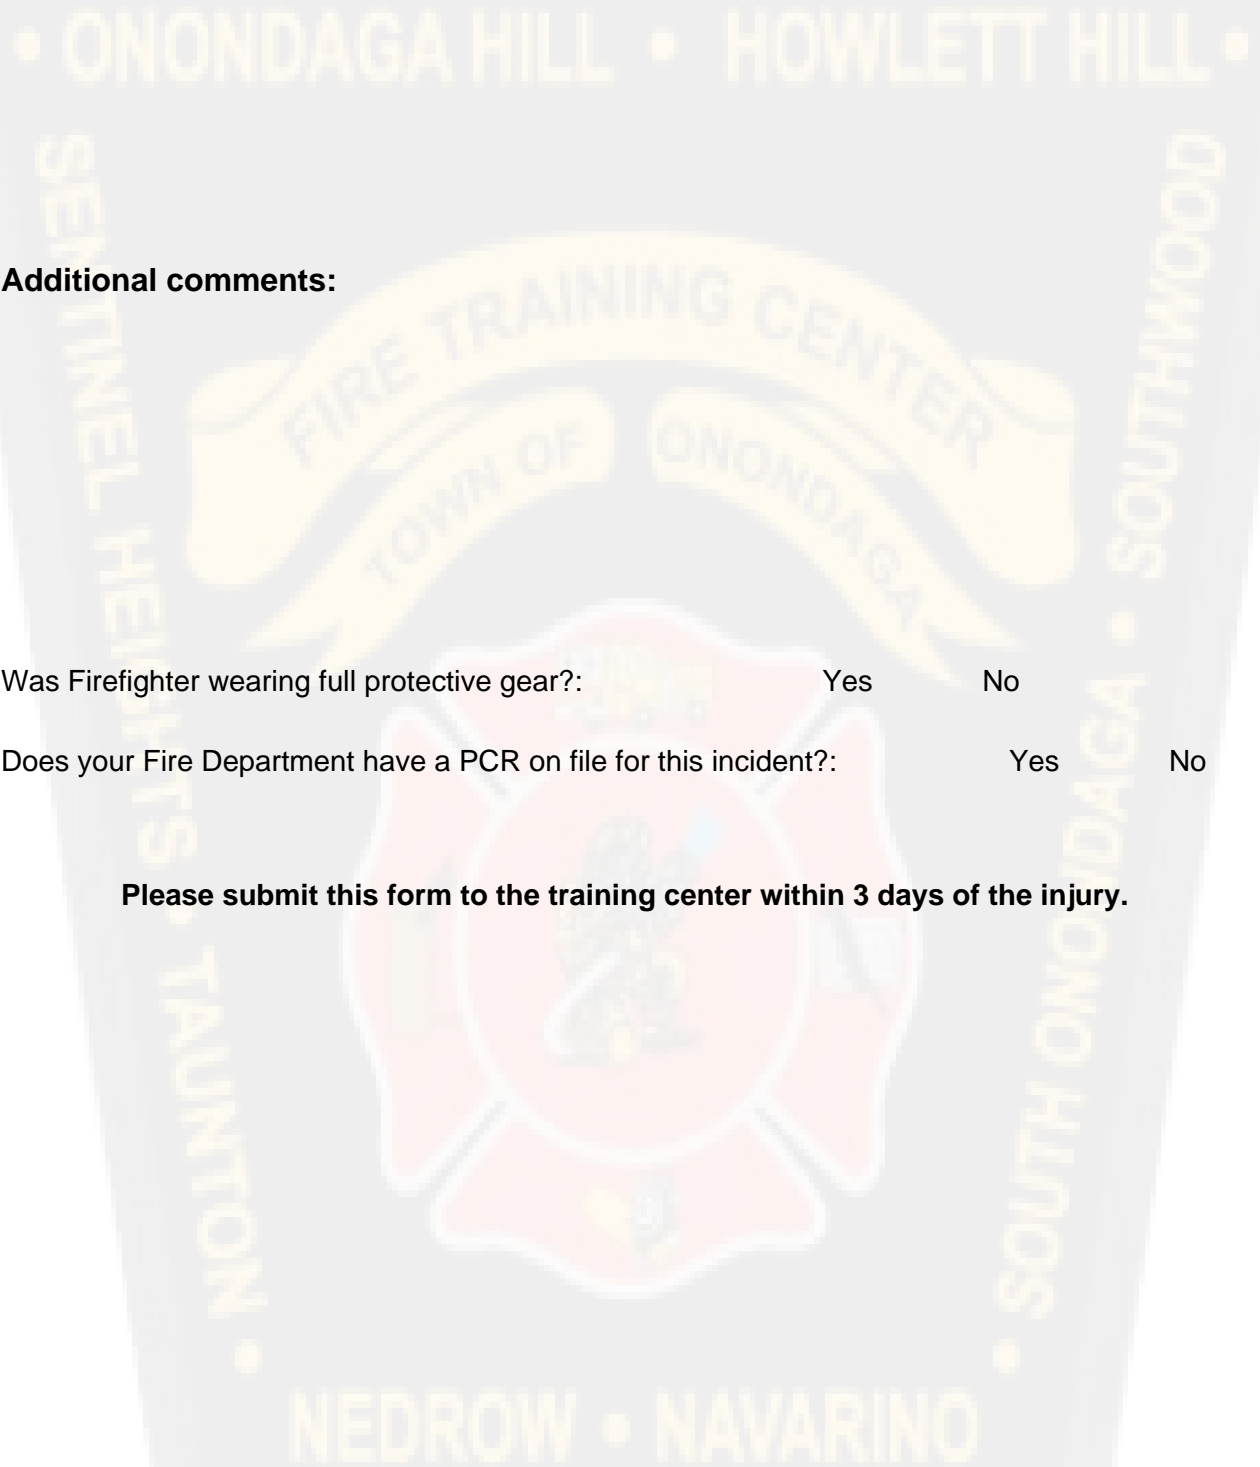 • ONONDAGA HILL • HOWLETT HILL •
SENTINEL HEIGHTS • TAUNTON •
FIRE TRAINING CENTER
TOWN OF ONONDAGA
• SOUTH ONONDAGA • SOUTHWOOD
Additional comments:
Was Firefighter wearing full protective gear?: Yes No
Does your Fire Department have a PCR on file for this incident?: Yes No
Please submit this form to the training center within 3 days of the injury.
NEDROW • NAVARINO